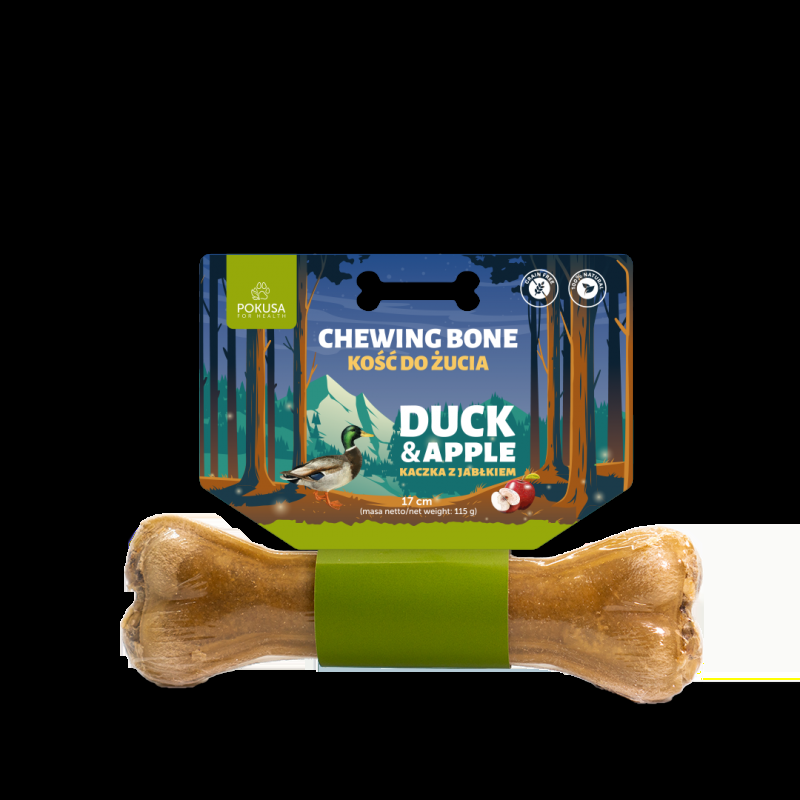 POKUSA
FOR HEALTH
GRAIN FREE
100% NATURAL
CHEWING BONE
KOŚĆ DO ŻUCIA
DUCK
& APPLE
KACZKA Z JABŁKIEM
17 cm
(masa netto/net weight: 115 g)